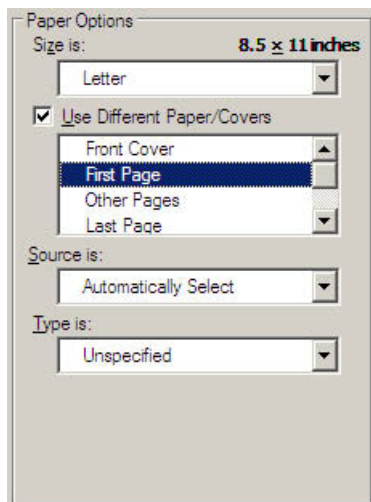 Paper Options
Size is: 8.5 x 11 inches
Letter
Use Different Paper/Covers
Front Cover
First Page
Other Pages
Last Page
Source is:
Automatically Select
Type is:
Unspecified